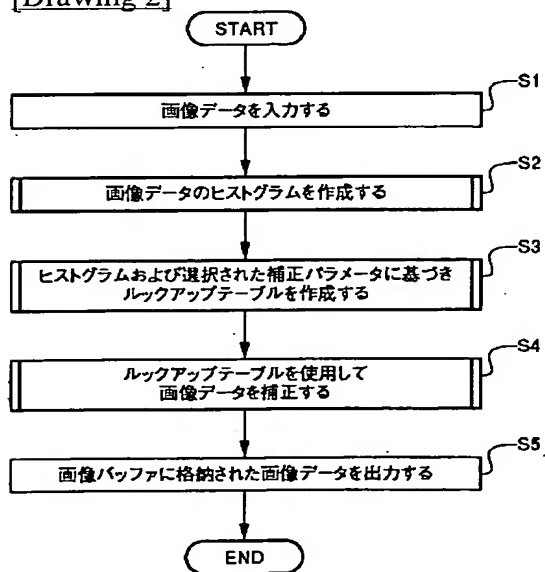 [Drawing 2]
START
S1
画像データを入力する
S2
画像データのヒストグラムを作成する
S3
ヒストグラムおよび選択された補正パラメータに基づき
ルックアップテーブルを作成する
S4
ルックアップテーブルを使用して
画像データを補正する
S5
画像バッファに格納された画像データを出力する
END